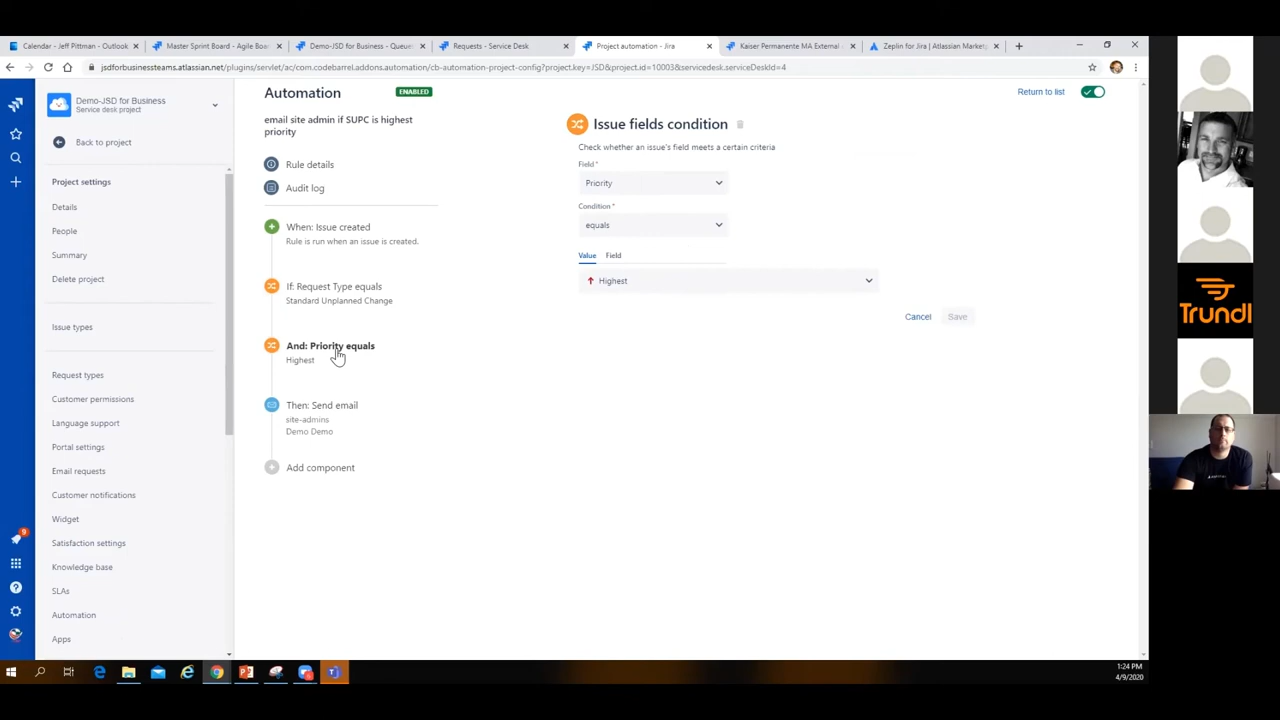 Calendar - Jeff Pittman - Outlook
Master Sprint Board - Agile Boa
Demo-JSD for Business - Queue
Requests - Service Desk
Project automation - Jira
Kaiser Permanente MA External
Zeplin for Jira | Atlassian Market
jsdforbusinessteams.atlassian.net/plugins/servlet/ac/com.codebarrel.addons.automation/cb-automation-project-config?project.key=JSD&project.id=10003&servicedesk.serviceDeskId=4
Demo-JSD for Business
Service desk project
Back to project
Project settings
Details
People
Summary
Delete project
Issue types
Request types
Customer permissions
Language support
Portal settings
Email requests
Customer notifications
Widget
Satisfaction settings
Knowledge base
SLAs
Automation
Apps
9
Automation
ENABLED
email site admin if SUPC is highest
priority
Rule details
Audit log
When: Issue created
Rule is run when an issue is created.
If: Request Type equals
Standard Unplanned Change
And: Priority equals
Highest
Then: Send email
site-admins
Demo Demo
Add component
Return to list
Issue fields condition
Check whether an issue's field meets a certain criteria
Field *
Priority
Condition *
equals
Value Field
Highest
Cancel Save
Trundl
1:24 PM
4/9/2020